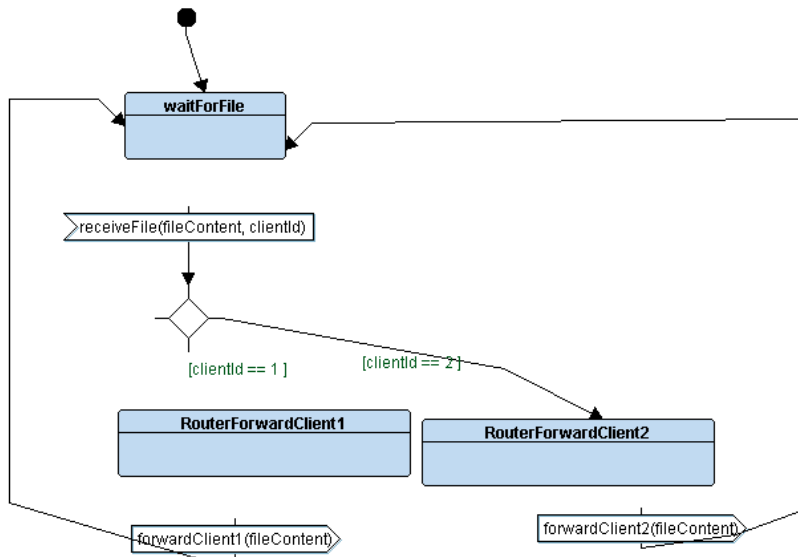 waitForFile
receiveFile(fileContent, clientId)
[clientId == 1 ]
[clientId == 2 ]
RouterForwardClient1
RouterForwardClient2
forwardClient1(fileContent)
forwardClient2(fileContent)